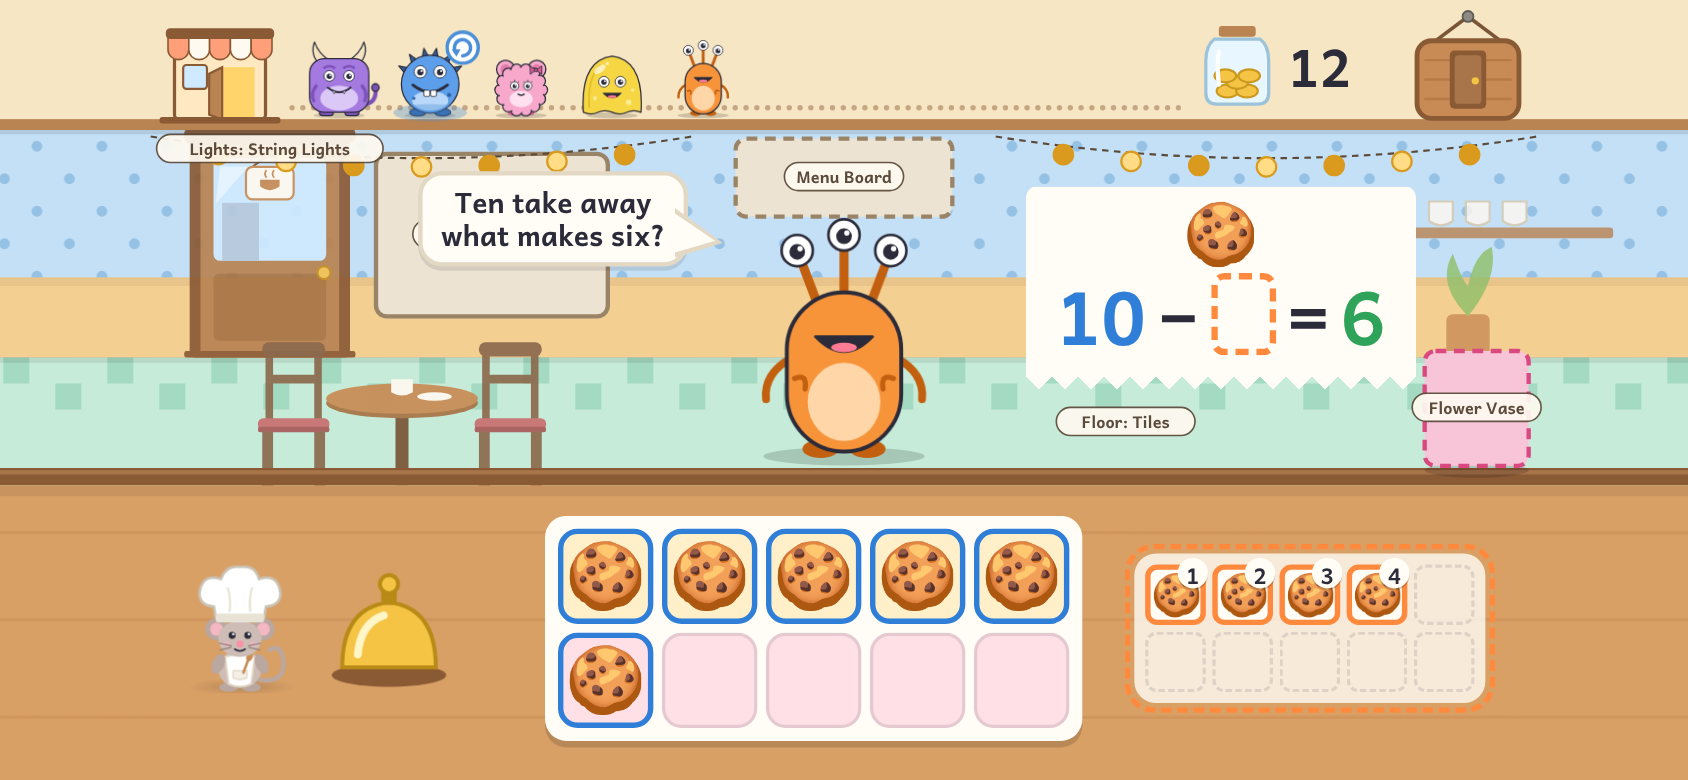 12
Lights: String Lights
Menu Board
Ten take away
what makes six?
10 − = 6
Floor: Tiles
Flower Vase
1 2 3 4